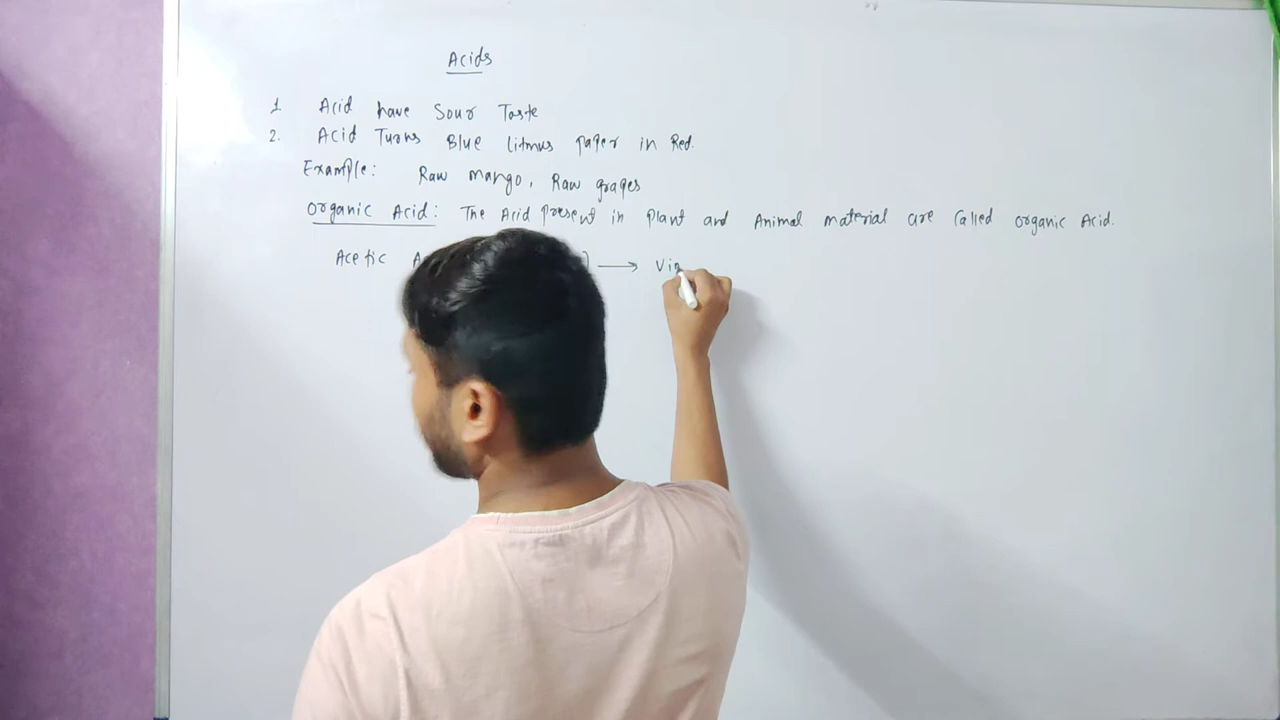 Acids
1. Acid have Sour Taste
2. Acid Turns Blue Litmus paper in Red.
Example: Raw mango, Raw grapes
Organic Acid: The Acid Present in Plant and Animal material are Called organic Acid.
Acetic